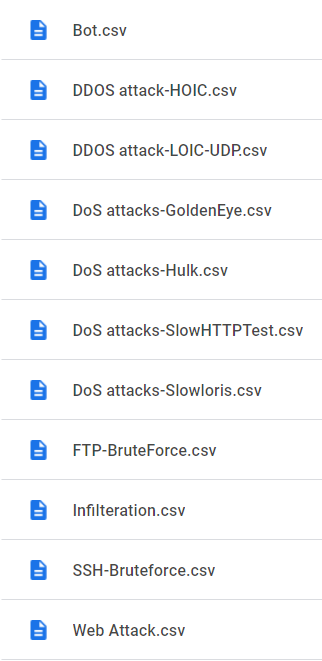 Bot.csv
DDOS attack-HOIC.csv
DDOS attack-LOIC-UDP.csv
DoS attacks-GoldenEye.csv
DoS attacks-Hulk.csv
DoS attacks-SlowHTTPTest.csv
DoS attacks-Slowloris.csv
FTP-BruteForce.csv
Infilteration.csv
SSH-Bruteforce.csv
Web Attack.csv